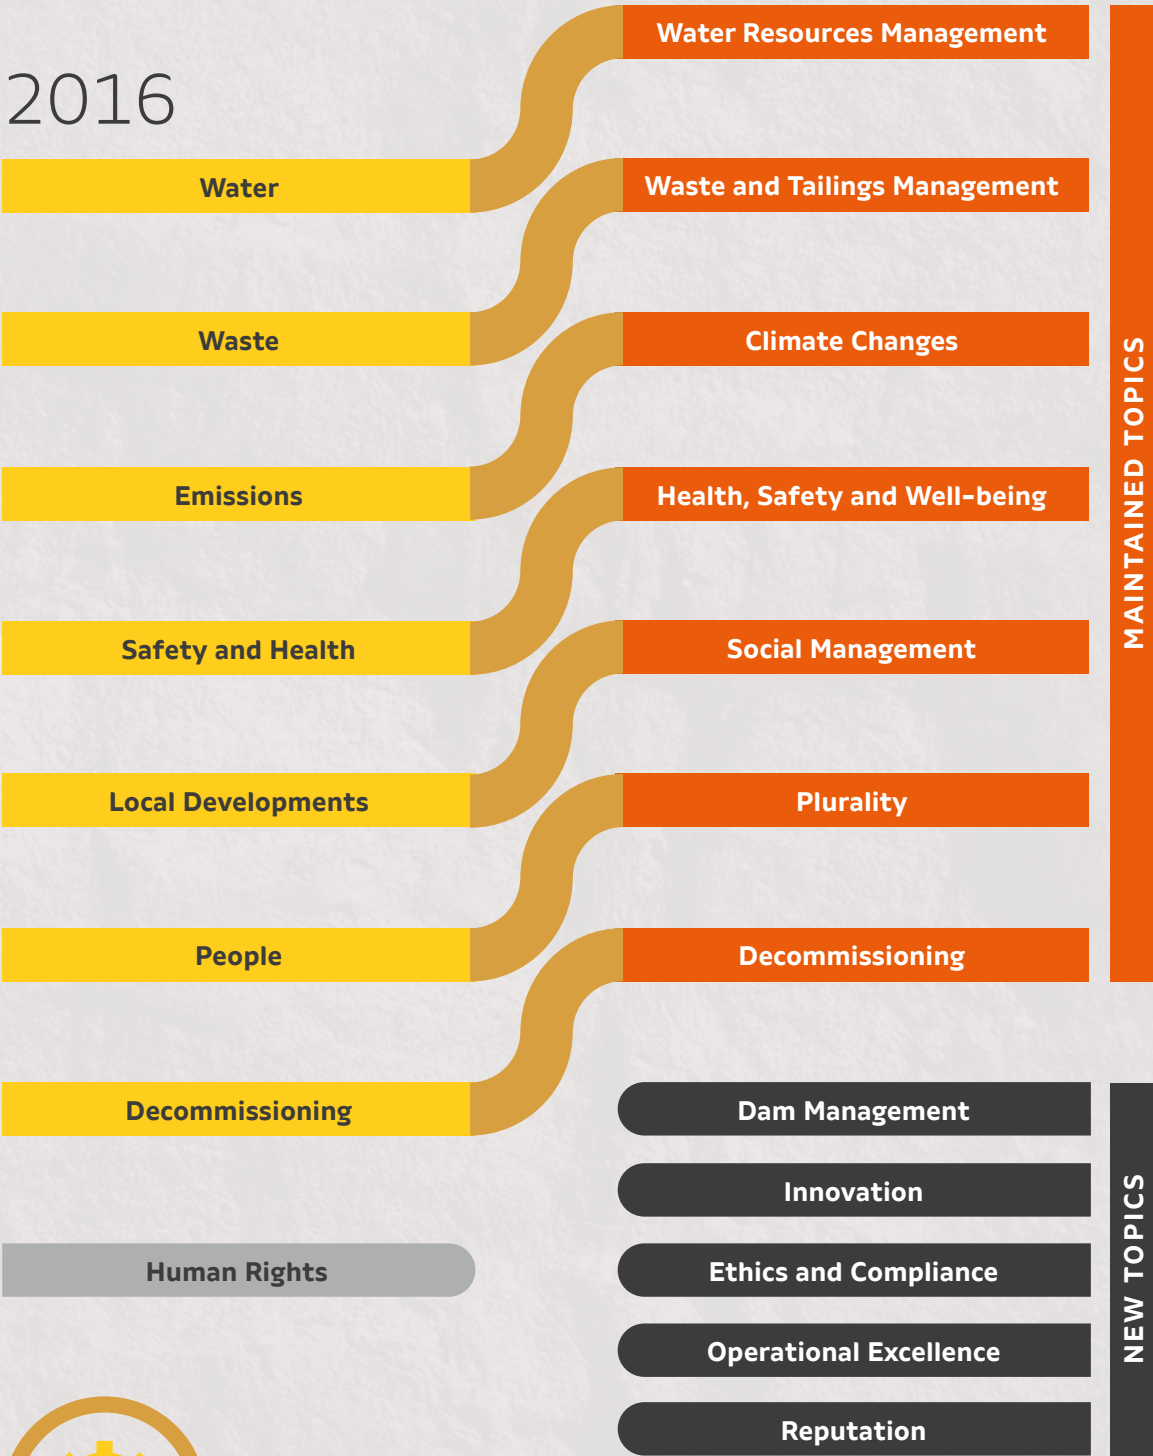 2016
Water
Waste
Emissions
Safety and Health
Local Developments
People
Decommissioning
Human Rights
Water Resources Management
Waste and Tailings Management
Climate Changes
Health, Safety and Well-being
Social Management
Plurality
Decommissioning
MAINTAINED TOPICS
Dam Management
Innovation
Ethics and Compliance
Operational Excellence
Reputation
NEW TOPICS